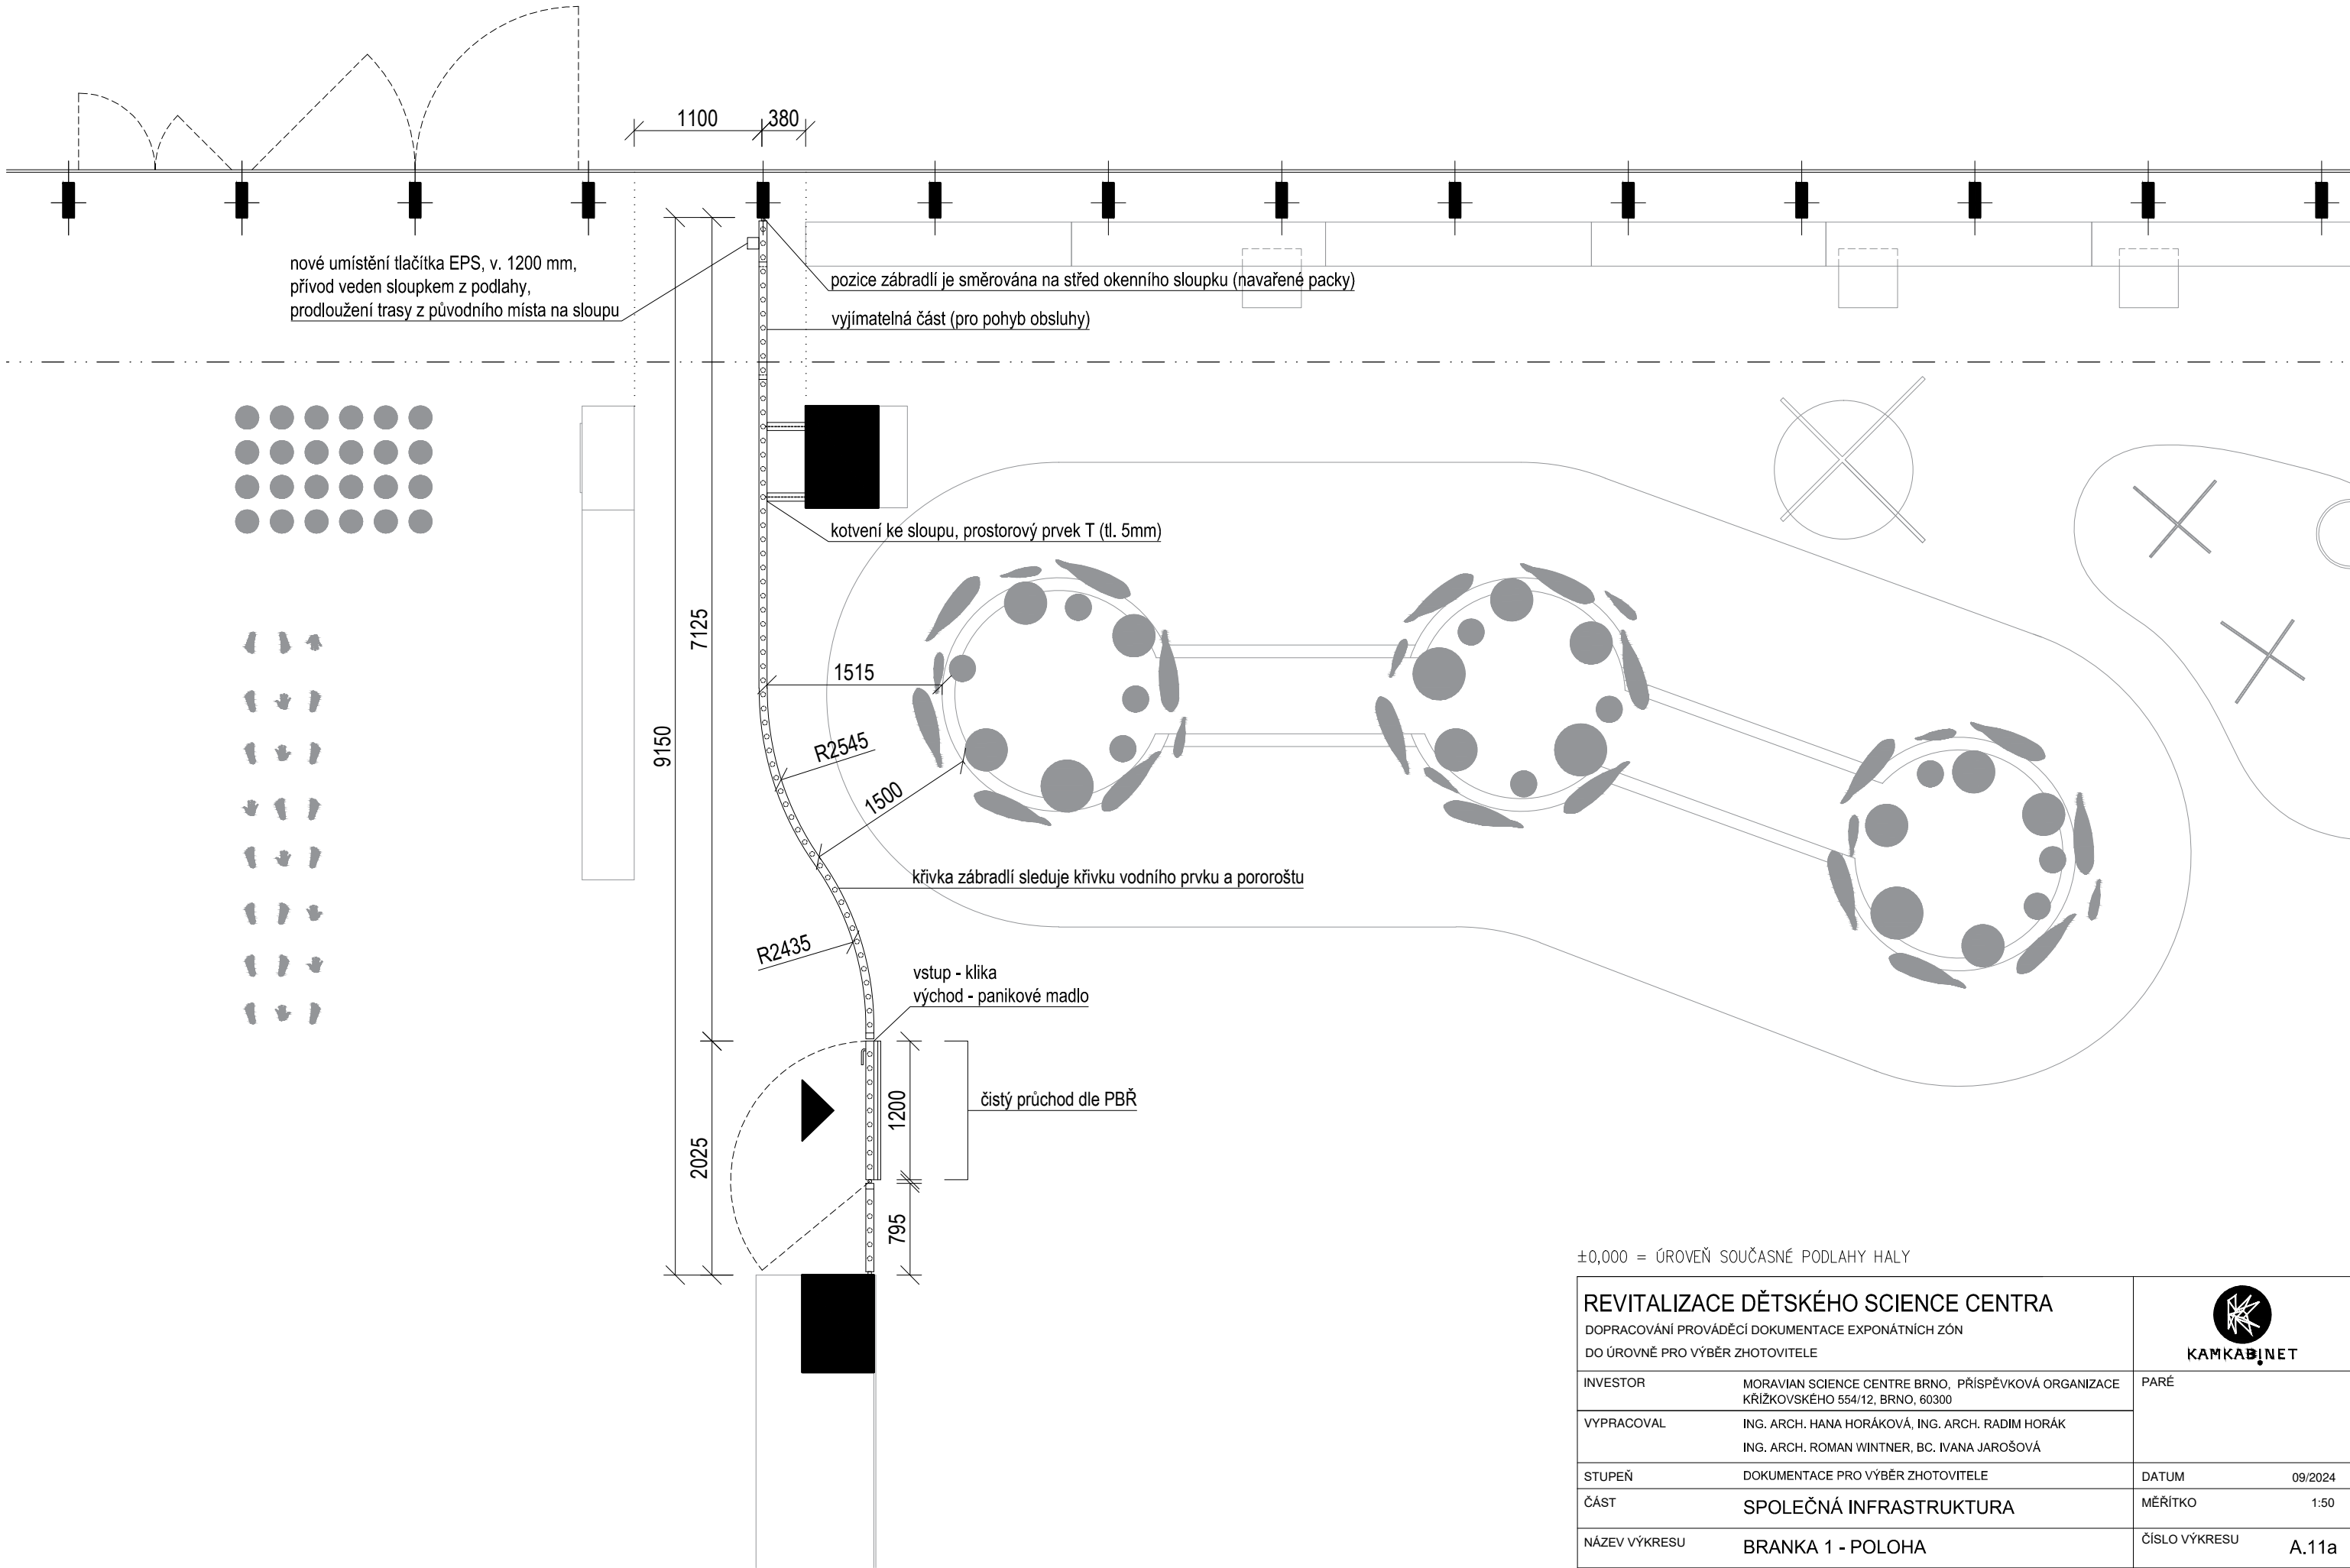 1100
380
nové umístění tlačítka EPS, v. 1200 mm,
přívod veden sloupkem z podlahy,
prodloužení trasy z původního místa na sloupu
pozice zábradlí je směrována na střed okenního sloupku (navařené packy)
vyjímatelná část (pro pohyb obsluhy)
kotvení ke sloupu, prostorový prvek T (tl. 5mm)
7125
1515
9150
R2545
1500
křivka zábradlí sleduje křivku vodního prvku a pororoštu
R2435
vstup - klika
východ - panikové madlo
1200
čistý průchod dle PBŘ
2025
795
±0,000 = ÚROVEŇ SOUČASNÉ PODLAHY HALY
REVITALIZACE DĚTSKÉHO SCIENCE CENTRA
DOPRACOVÁNÍ PROVÁDĚCÍ DOKUMENTACE EXPONÁTNÍCH ZÓN
DO ÚROVNĚ PRO VÝBĚR ZHOTOVITELE
KAMKABINET
INVESTOR MORAVIAN SCIENCE CENTRE BRNO, PŘÍSPĚVKOVÁ ORGANIZACE
KŘÍŽKOVSKÉHO 554/12, BRNO, 60300
PARÉ
VYPRACOVAL ING. ARCH. HANA HORÁKOVÁ, ING. ARCH. RADIM HORÁK
ING. ARCH. ROMAN WINTNER, BC. IVANA JAROŠOVÁ
STUPEŇ DOKUMENTACE PRO VÝBĚR ZHOTOVITELE
DATUM 09/2024
ČÁST SPOLEČNÁ INFRASTRUKTURA
MĚŘÍTKO 1:50
NÁZEV VÝKRESU BRANKA 1 - POLOHA
ČÍSLO VÝKRESU A.11a